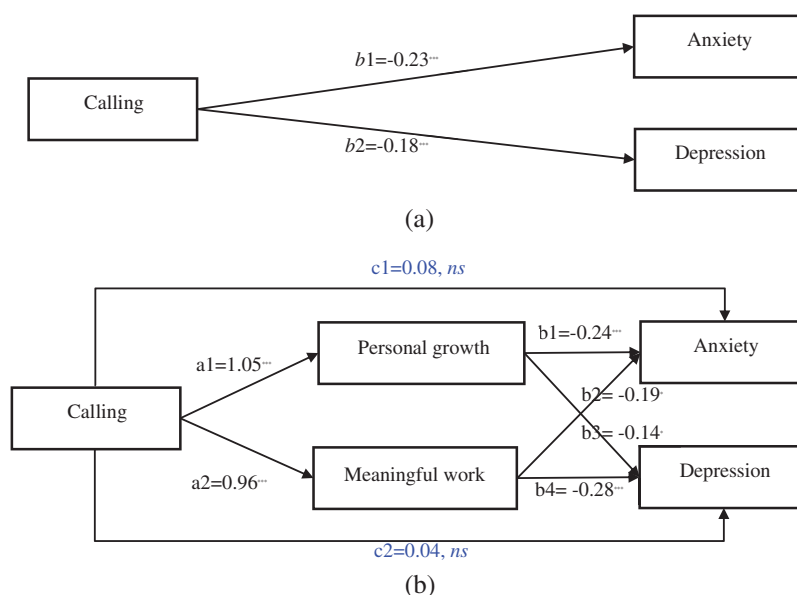 Anxiety
b1=-0.23***
Calling
b2=-0.18***
Depression
(a)
c1=0.08, ns
b1=-0.24***
Personal growth
Anxiety
a1=1.05***
Calling
b2= -0.19*
b3= -0.14*
a2=0.96***
Meaningful work
Depression
b4= -0.28***
c2=0.04, ns
(b)